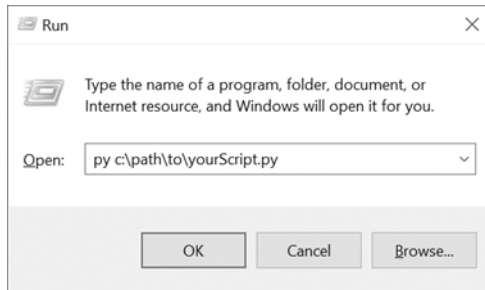 Run
Type the name of a program, folder, document, or
Internet resource, and Windows will open it for you.
Open: py c:\path\to\yourScript.py
OK Cancel Browse...